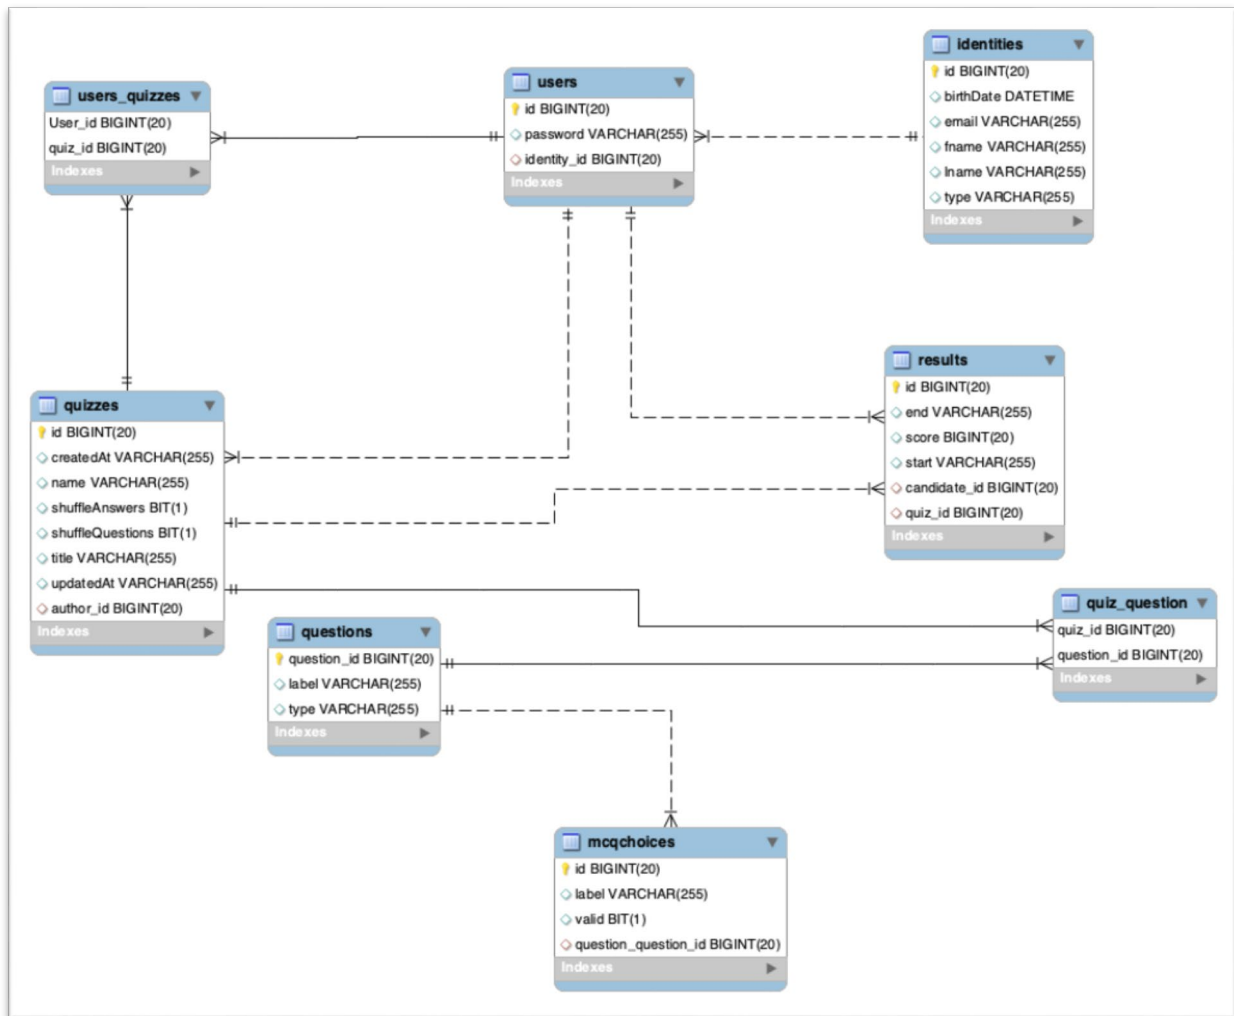 users_quizzes
User_id BIGINT(20)
quiz_id BIGINT(20)
Indexes
users
id BIGINT(20)
password VARCHAR(255)
identity_id BIGINT(20)
Indexes
identities
id BIGINT(20)
birthDate DATETIME
email VARCHAR(255)
fname VARCHAR(255)
lname VARCHAR(255)
type VARCHAR(255)
Indexes
quizzes
id BIGINT(20)
createdAt VARCHAR(255)
name VARCHAR(255)
shuffleAnswers BIT(1)
shuffleQuestions BIT(1)
title VARCHAR(255)
updatedAt VARCHAR(255)
author_id BIGINT(20)
Indexes
results
id BIGINT(20)
end VARCHAR(255)
score BIGINT(20)
start VARCHAR(255)
candidate_id BIGINT(20)
quiz_id BIGINT(20)
Indexes
questions
question_id BIGINT(20)
label VARCHAR(255)
type VARCHAR(255)
Indexes
quiz_question
quiz_id BIGINT(20)
question_id BIGINT(20)
Indexes
mcqchoices
id BIGINT(20)
label VARCHAR(255)
valid BIT(1)
question_question_id BIGINT(20)
Indexes